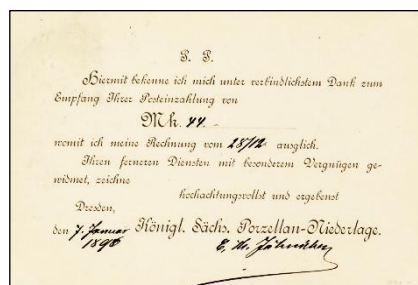 P. P.
Hiermit bekenne ich mich unter verbindlichstem Dank zum
Empfang Ihrer Posteinzahlung von
Mk. 44.-
womit ich meine Rechnung vom 28/12 ausglich.
Ihren ferneren Diensten mit besonderem Vergnügen ge-
widmet, zeichne
hochachtungsvollst und ergebenst
Dresden,
den 7. Januar Königl. Sächs. Porzellan-Niederlage.